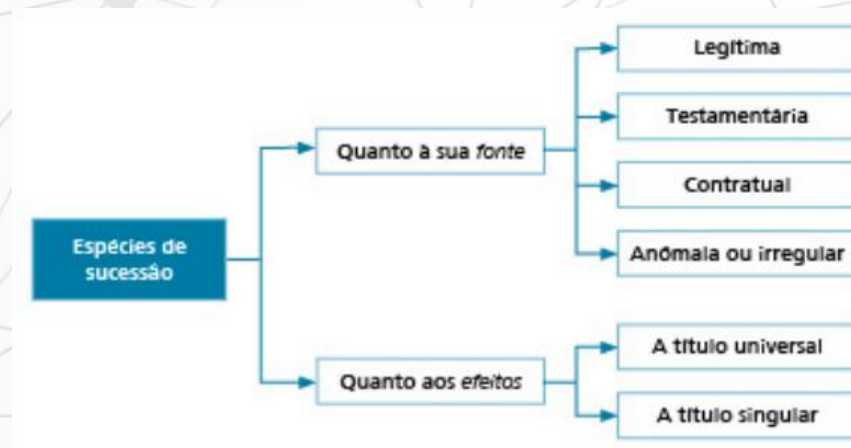 Espécies de
sucessão
Quanto à sua fonte
Legítima
Testamentária
Contratual
Anômala ou irregular
Quanto aos efeitos
A título universal
A título singular